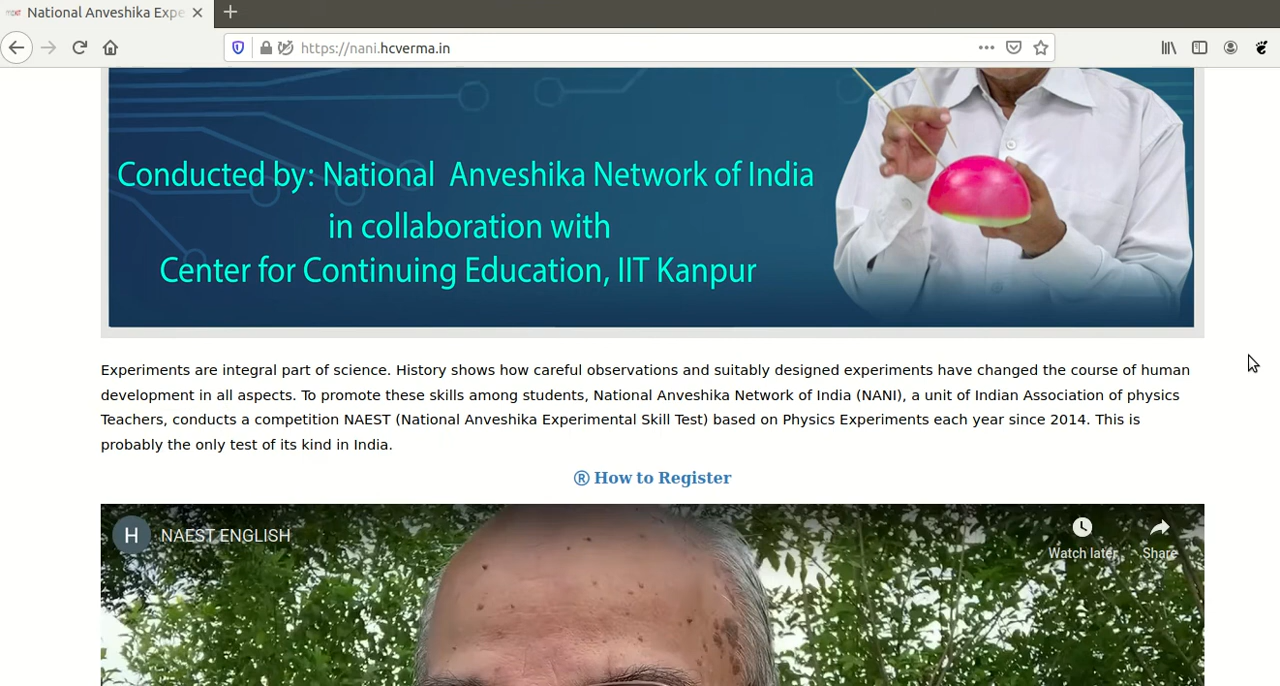 National Anveshika Expe
https://nani.hcverma.in
Conducted by: National Anveshika Network of India
in collaboration with
Center for Continuing Education, IIT Kanpur
Experiments are integral part of science. History shows how careful observations and suitably designed experiments have changed the course of human
development in all aspects. To promote these skills among students, National Anveshika Network of India (NANI), a unit of Indian Association of physics
Teachers, conducts a competition NAEST (National Anveshika Experimental Skill Test) based on Physics Experiments each year since 2014. This is
probably the only test of its kind in India.
® How to Register
H NAEST ENGLISH
Watch later Share